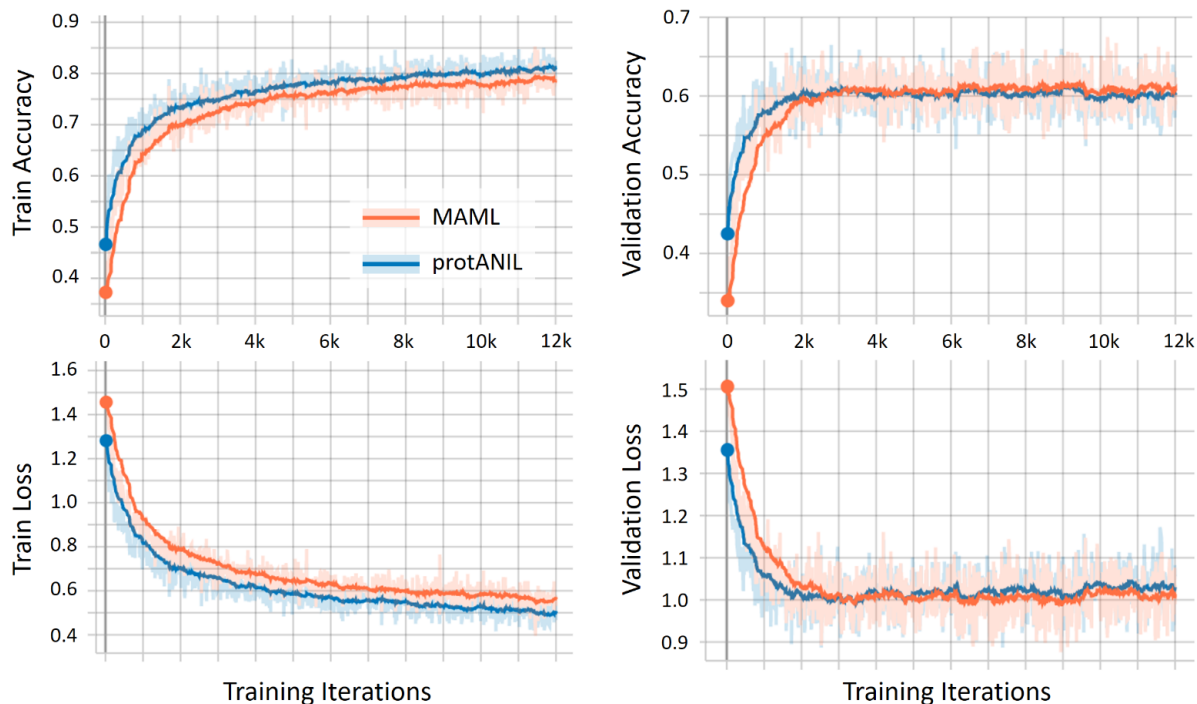 Train Accuracy
0.9
0.8
0.7
0.6
0.5
0.4
MAML
protANIL
0 2k 4k 6k 8k 10k 12k
Validation Accuracy
0.7
0.6
0.5
0.4
0 2k 4k 6k 8k 10k 12k
Train Loss
1.6
1.4
1.2
1.0
0.8
0.6
0.4
Training Iterations
Validation Loss
1.5
1.4
1.3
1.2
1.1
1.0
0.9
Training Iterations